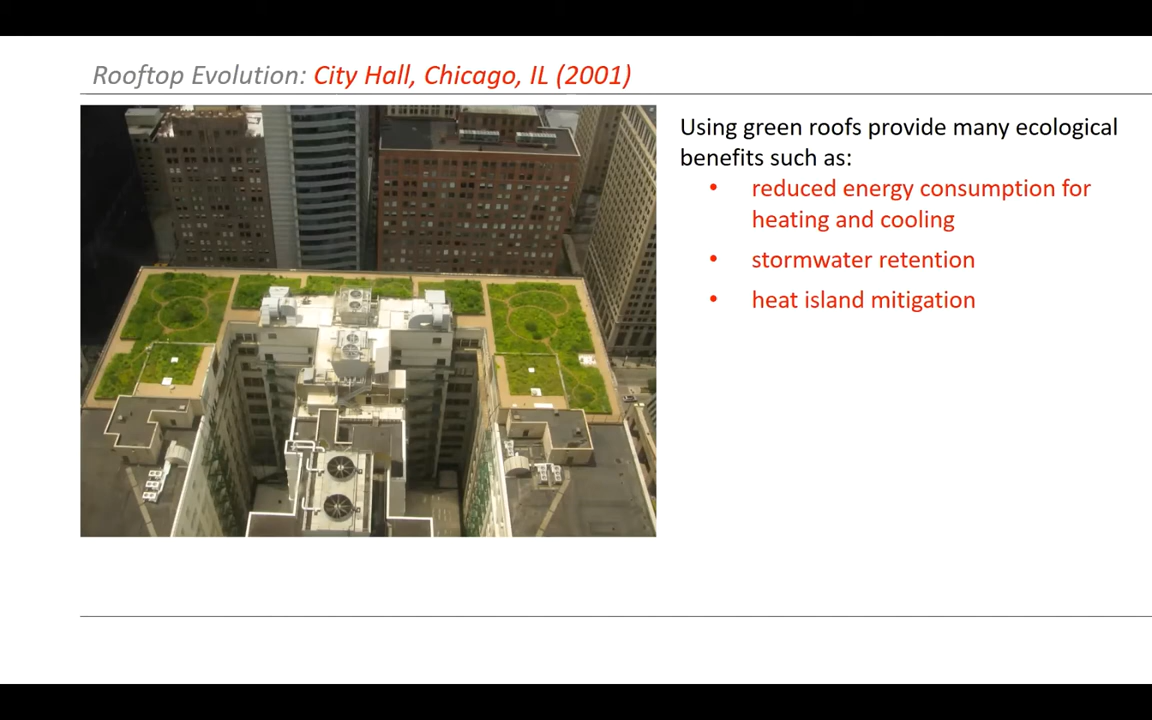 Rooftop Evolution: City Hall, Chicago, IL (2001)
Using green roofs provide many ecological
benefits such as:
• reduced energy consumption for
heating and cooling
• stormwater retention
• heat island mitigation